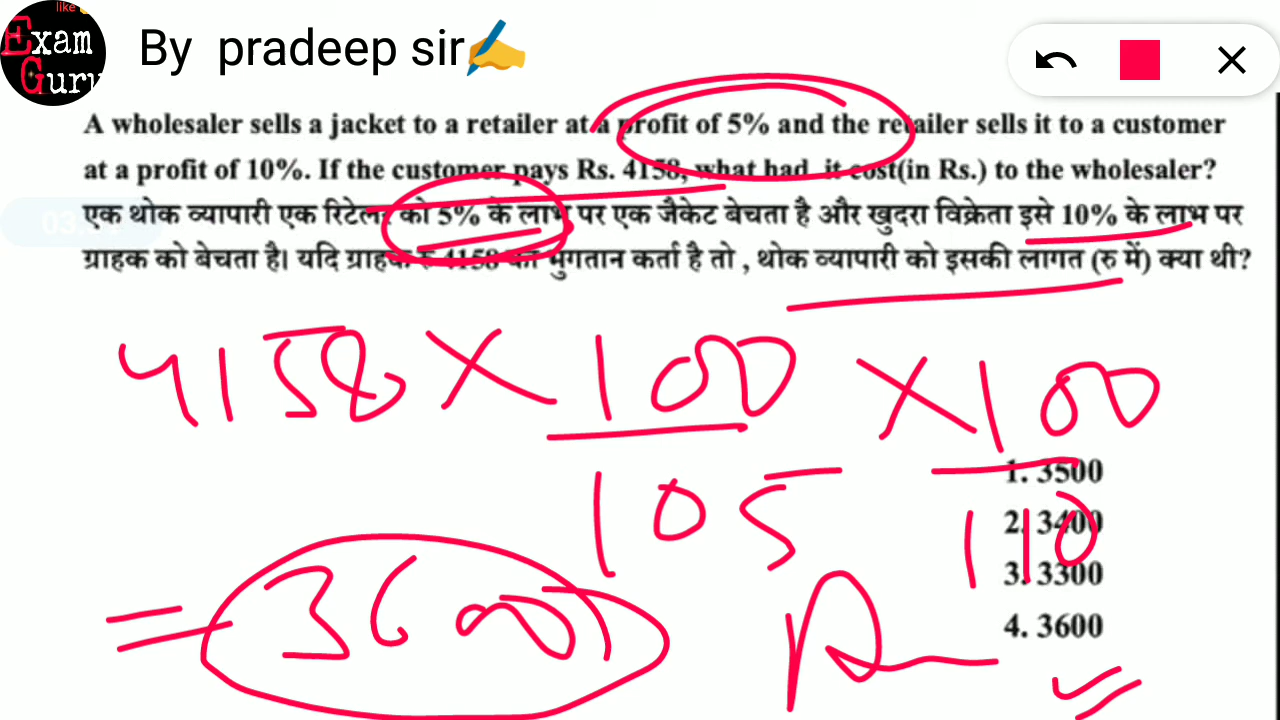 like
Exam
Guru
By pradeep sir✍️
A wholesaler sells a jacket to a retailer at a profit of 5% and the retailer sells it to a customer
at a profit of 10%. If the customer pays Rs. 4158, what had it cost(in Rs.) to the wholesaler?
एक थोक व्यापारी एक रिटेलर को 5% के लाभ पर एक जैकेट बेचता है और खुदरा विक्रेता इसे 10% के लाभ पर
ग्राहक को बेचता है। यदि ग्राहक रु 4158 का भुगतान कर्ता है तो , थोक व्यापारी को इसकी लागत (रु में) क्या थी?
4158 × 100 × 100
105 110
1. 3500
2. 3400
3. 3300
4. 3600
= 3600